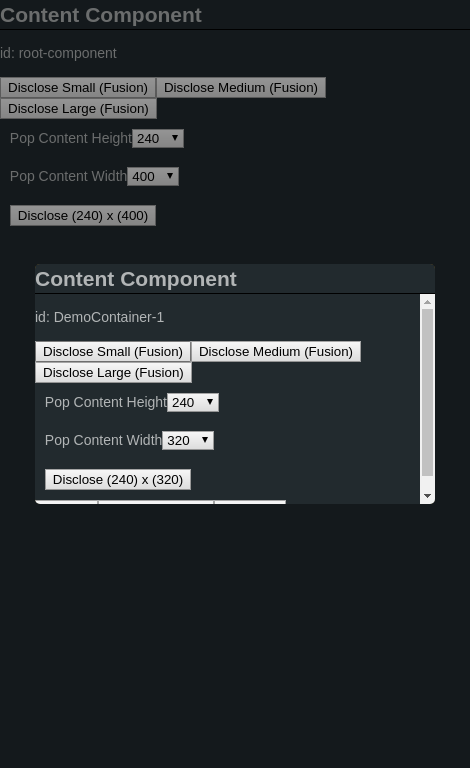 Content Component
id: root-component
Disclose Small (Fusion) Disclose Medium (Fusion)
Disclose Large (Fusion)
Pop Content Height 240
Pop Content Width 400
Disclose (240) x (400)
Content Component
id: DemoContainer-1
Disclose Small (Fusion) Disclose Medium (Fusion)
Disclose Large (Fusion)
Pop Content Height 240
Pop Content Width 320
Disclose (240) x (320)